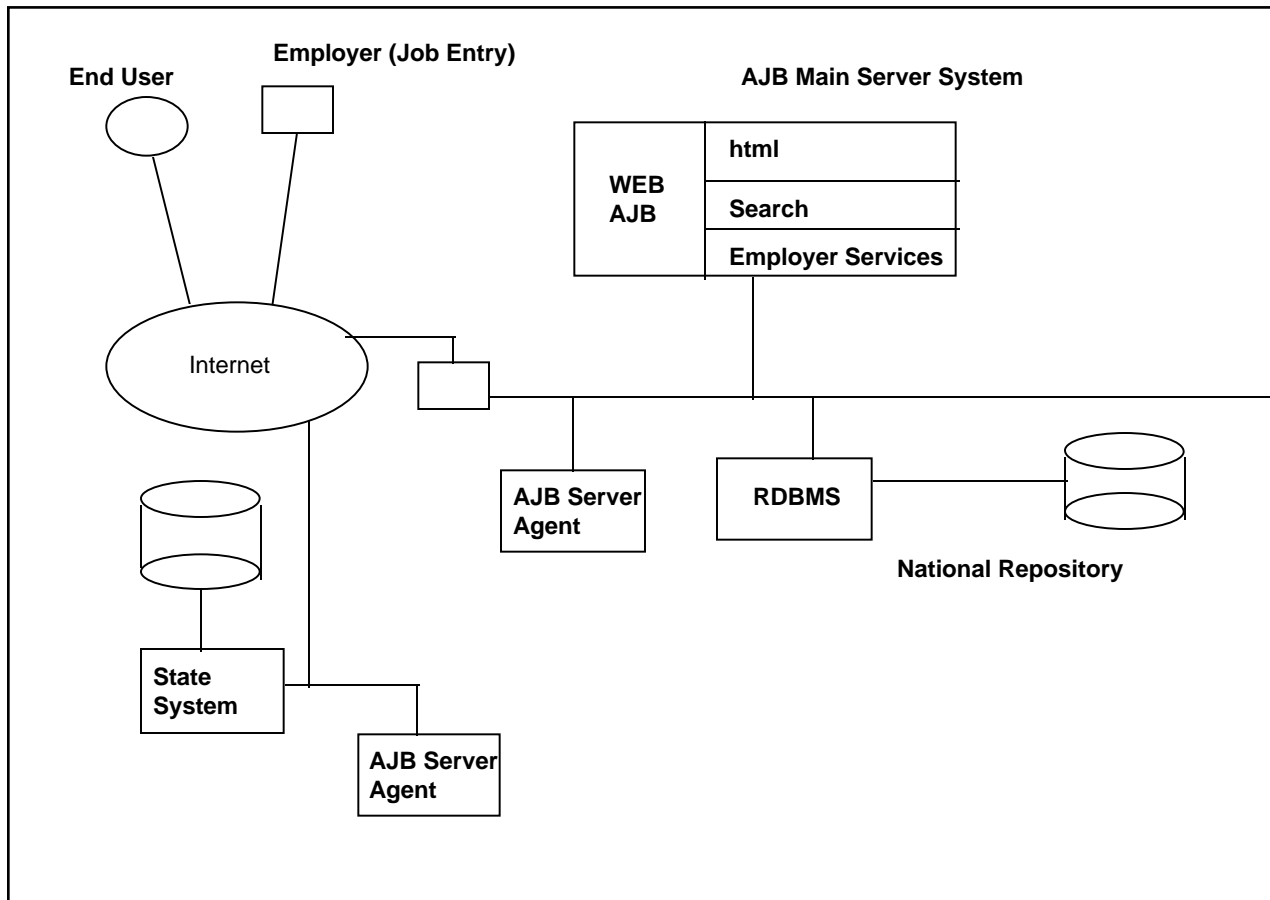 Employer (Job Entry)
End User
AJB Main Server System
html
WEB
AJB
Search
Employer Services
Internet
AJB Server
Agent
RDBMS
National Repository
State
System
AJB Server
Agent